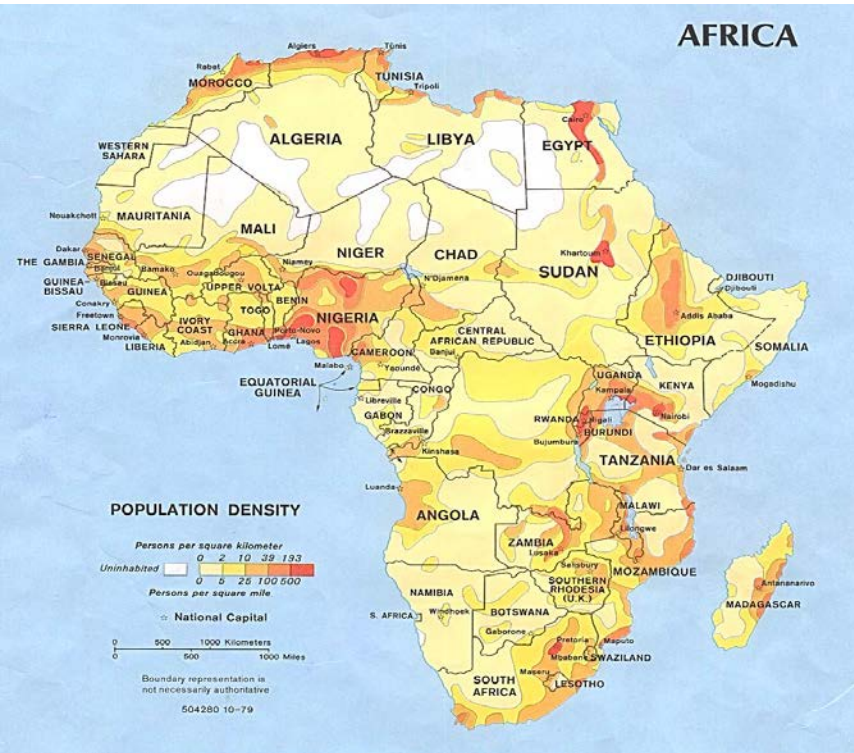 AFRICA
Algiers
Tūnis
Rabat
MOROCCO
TUNISIA
Tripoli
ALGERIA
LIBYA
Cairo
EGYPT
WESTERN
SAHARA
Nouakchott
MAURITANIA
MALI
NIGER
CHAD
Khartoum
SUDAN
Dakar
THE GAMBIA
SENEGAL
Banjul
Bamako
Niamey
N'Djamena
DJIBOUTI
Djibouti
GUINEA-
BISSAU
Bissau
GUINEA
Ouagadougou
UPPER VOLTA
BENIN
NIGERIA
Conakry
Freetown
SIERRA LEONE
Monrovia
LIBERIA
IVORY
COAST
Abidjan
TOGO
GHANA
Accra
Lomé
Porto-Novo
Lagos
Addis Ababa
ETHIOPIA
SOMALIA
CENTRAL
AFRICAN REPUBLIC
Banjui
CAMEROON
Malabo
Yaoundé
EQUATORIAL
GUINEA
CONGO
Libreville
GABON
Brazzaville
Kinshasa
UGANDA
Kampala
KENYA
Nairobi
Mogadishu
RWANDA
Kigali
BURUNDI
Bujumbura
TANZANIA
Dar es Salaam
Luanda
ANGOLA
MALAWI
Lilongwe
ZAMBIA
Lusaka
Salisbury
SOUTHERN
RHODESIA
(U.K.)
MOZAMBIQUE
Antananarivo
MADAGASCAR
NAMIBIA
Windhoek
S. AFRICA
BOTSWANA
Gaborone
Pretoria
Maputo
Mbabane
SWAZILAND
Maseru
SOUTH
AFRICA
LESOTHO
POPULATION DENSITY
Persons per square kilometer
0 2 10 39 193
Uninhabited
0 5 25 100 500
Persons per square mile
☆ National Capital
0 500 1000 Kilometers
0 500 1000 Miles
Boundary representation is
not necessarily authoritative
504280 10-79